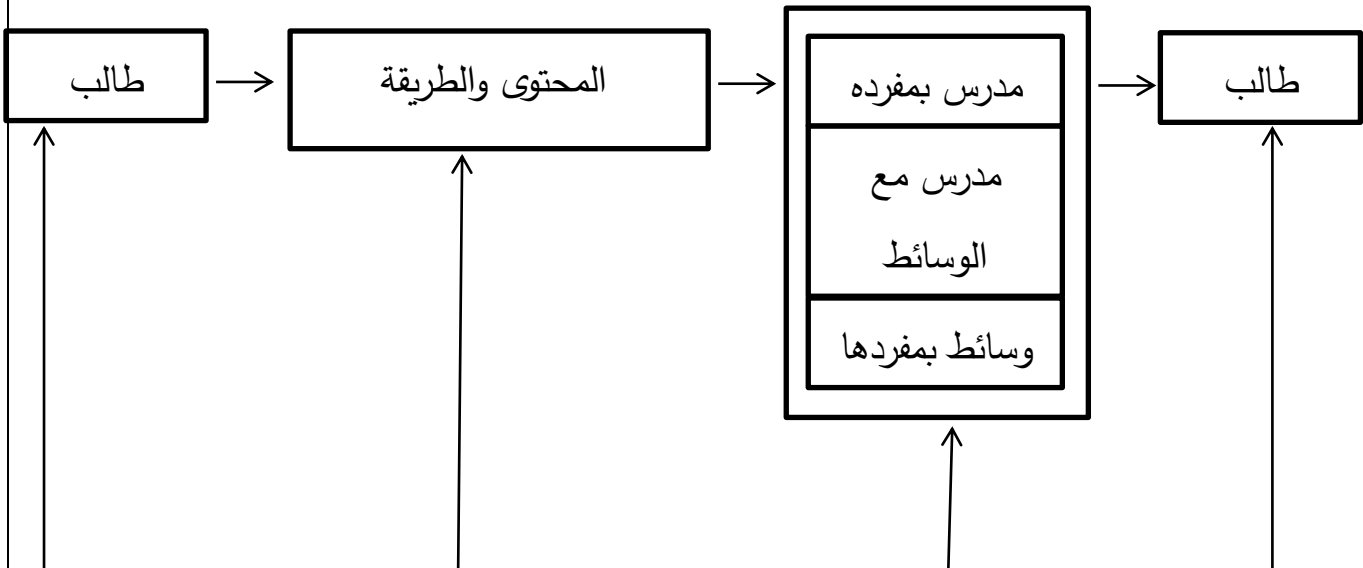 طالب
المحتوى والطريقة
مدرس بمفرده
مدرس مع
الوسائط
وسائط بمفردها
طالب